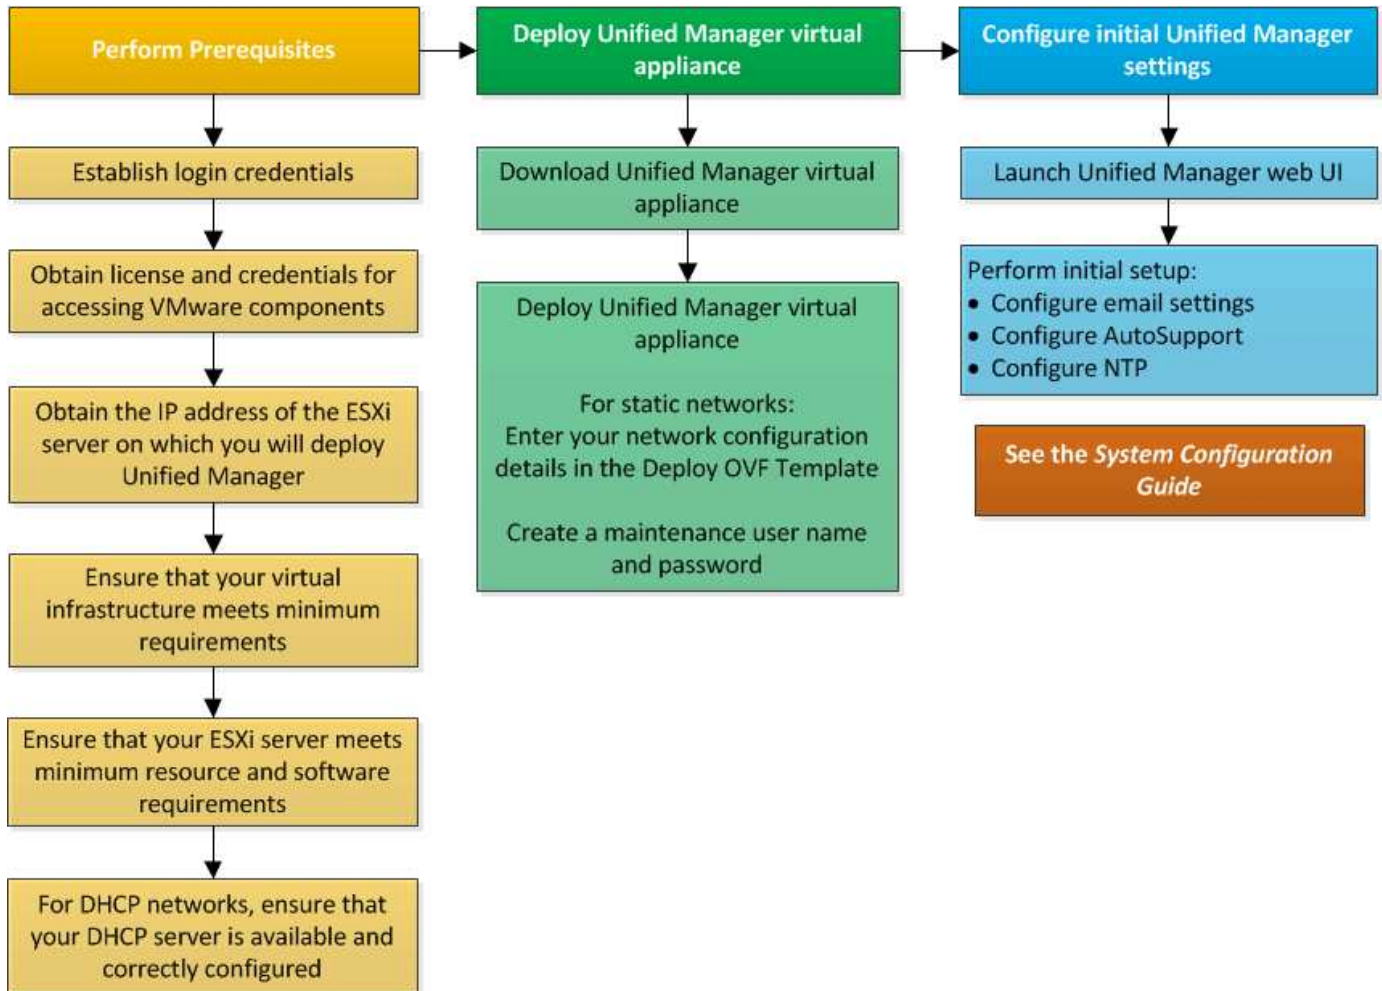 Perform Prerequisites
Establish login credentials
Obtain license and credentials for
accessing VMware components
Obtain the IP address of the ESXi
server on which you will deploy
Unified Manager
Ensure that your virtual
infrastructure meets minimum
requirements
Ensure that your ESXi server meets
minimum resource and software
requirements
For DHCP networks, ensure that
your DHCP server is available and
correctly configured
Deploy Unified Manager virtual
appliance
Download Unified Manager virtual
appliance
Deploy Unified Manager virtual
appliance
For static networks:
Enter your network configuration
details in the Deploy OVF Template
Create a maintenance user name
and password
Configure initial Unified Manager
settings
Launch Unified Manager web UI
Perform initial setup:
• Configure email settings
• Configure AutoSupport
• Configure NTP
See the System Configuration
Guide